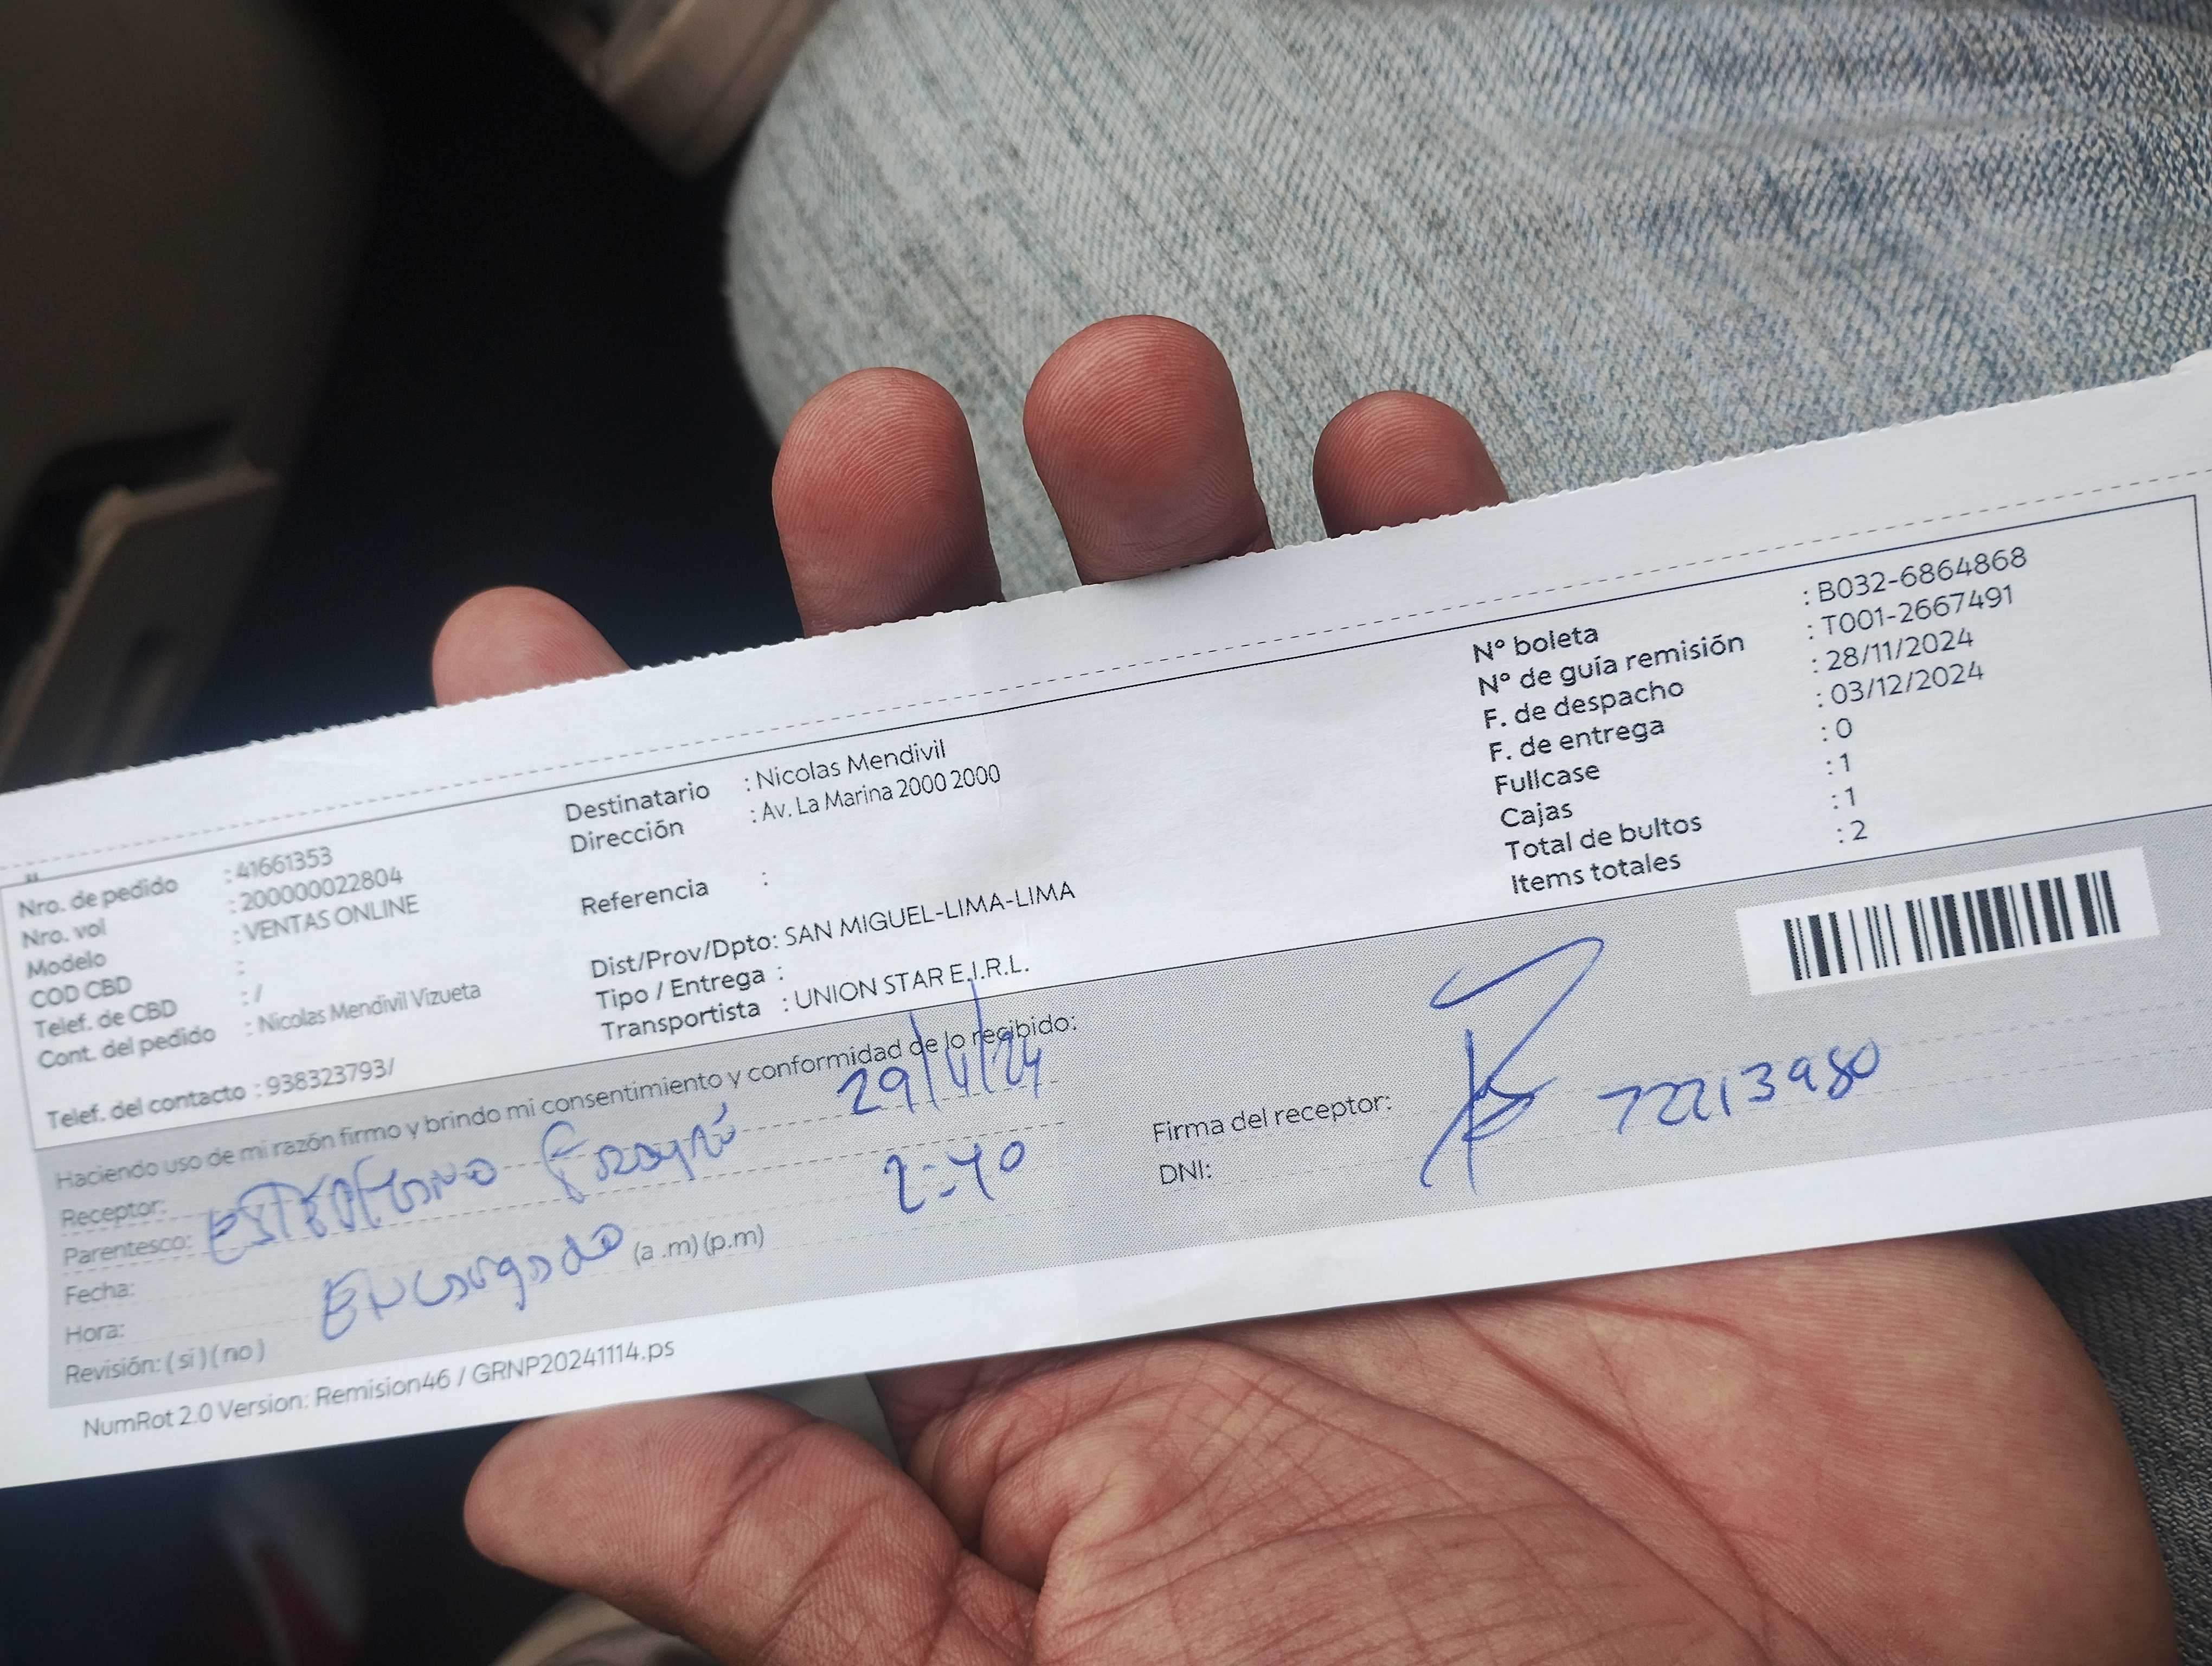 Nro. de pedido : 41661353
Nro. vol : 200000022804
Modelo : VENTAS ONLINE
COD CBD :
Telef. de CBD : /
Cont. del pedido : Nicolas Mendivil Vizueta
Telef. del contacto : 938323793/
Destinatario : Nicolas Mendivil
Dirección : Av. La Marina 2000 2000
Referencia :
Dist/Prov/Dpto: SAN MIGUEL-LIMA-LIMA
Tipo / Entrega :
Transportista : UNION STAR E.I.R.L.
N° boleta : B032-6864868
N° de guía remisión : T001-2667491
F. de despacho : 28/11/2024
F. de entrega : 03/12/2024
Fullcase : 0
Cajas : 1
Total de bultos : 1
Items totales : 2
Haciendo uso de mi razón firmo y brindo mi consentimiento y conformidad de lo recibido:
Receptor:
Parentesco:
Fecha:
Hora:
Revisión: ( si ) ( no )
Encargado
(a .m) (p.m)
2:40
Firma del receptor:
DNI:
72213980
NumRot 2.0 Version: Remision46 / GRNP20241114.ps